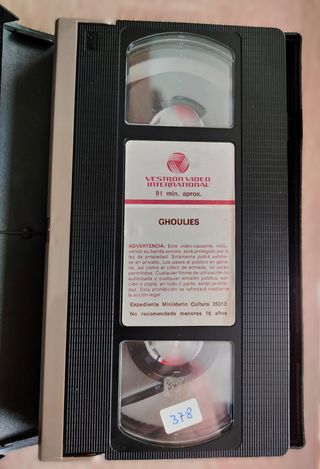 VESTRON VIDEO
INTERNATIONAL
81 min. aprox.
GHOULIES
ADVERTENCIA: Este video-cassette, inclu-
yendo su banda sonora, está protegido por la
ley de propiedad. Solamente podrá exhibir-
se en privado. Los pases al público en gene-
ral, así como el cobro de entrada, no están
permitidos. Cualquier forma de utilización no
autorizada y cualquier emisión pública, edi-
ción o copia, en todo o parte, están prohibi-
das. Esta prohibición se reforzará mediante
la acción legal.
Expediente Ministerio Cultura 25312
No recomendada menores 18 años
378